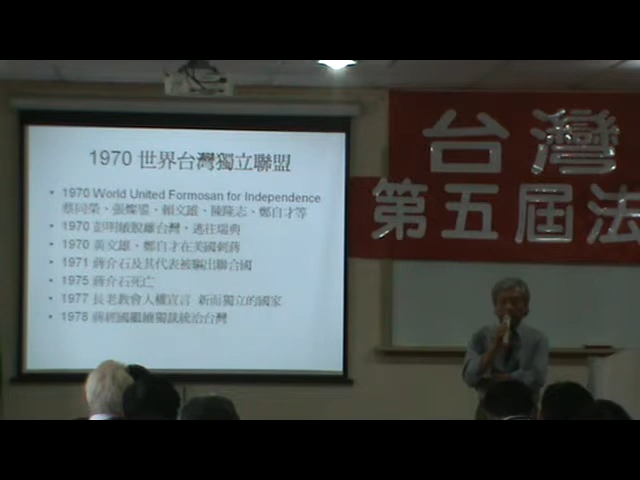 1970 世界台灣獨立聯盟
• 1970 World United Formosan for Independence
蔡同榮、張燦鍙、賴文雄、陳隆志、鄭自才等
• 1970 彭明敏脫離台灣，逃往瑞典
• 1970 黃文雄、鄭自才在美國刺蔣
• 1971 蔣介石及其代表被驅出聯合國
• 1975 蔣介石死亡
• 1977 長老教會人權宣言 新而獨立的國家
• 1978 蔣經國繼續獨裁統治台灣
台灣
第五屆法